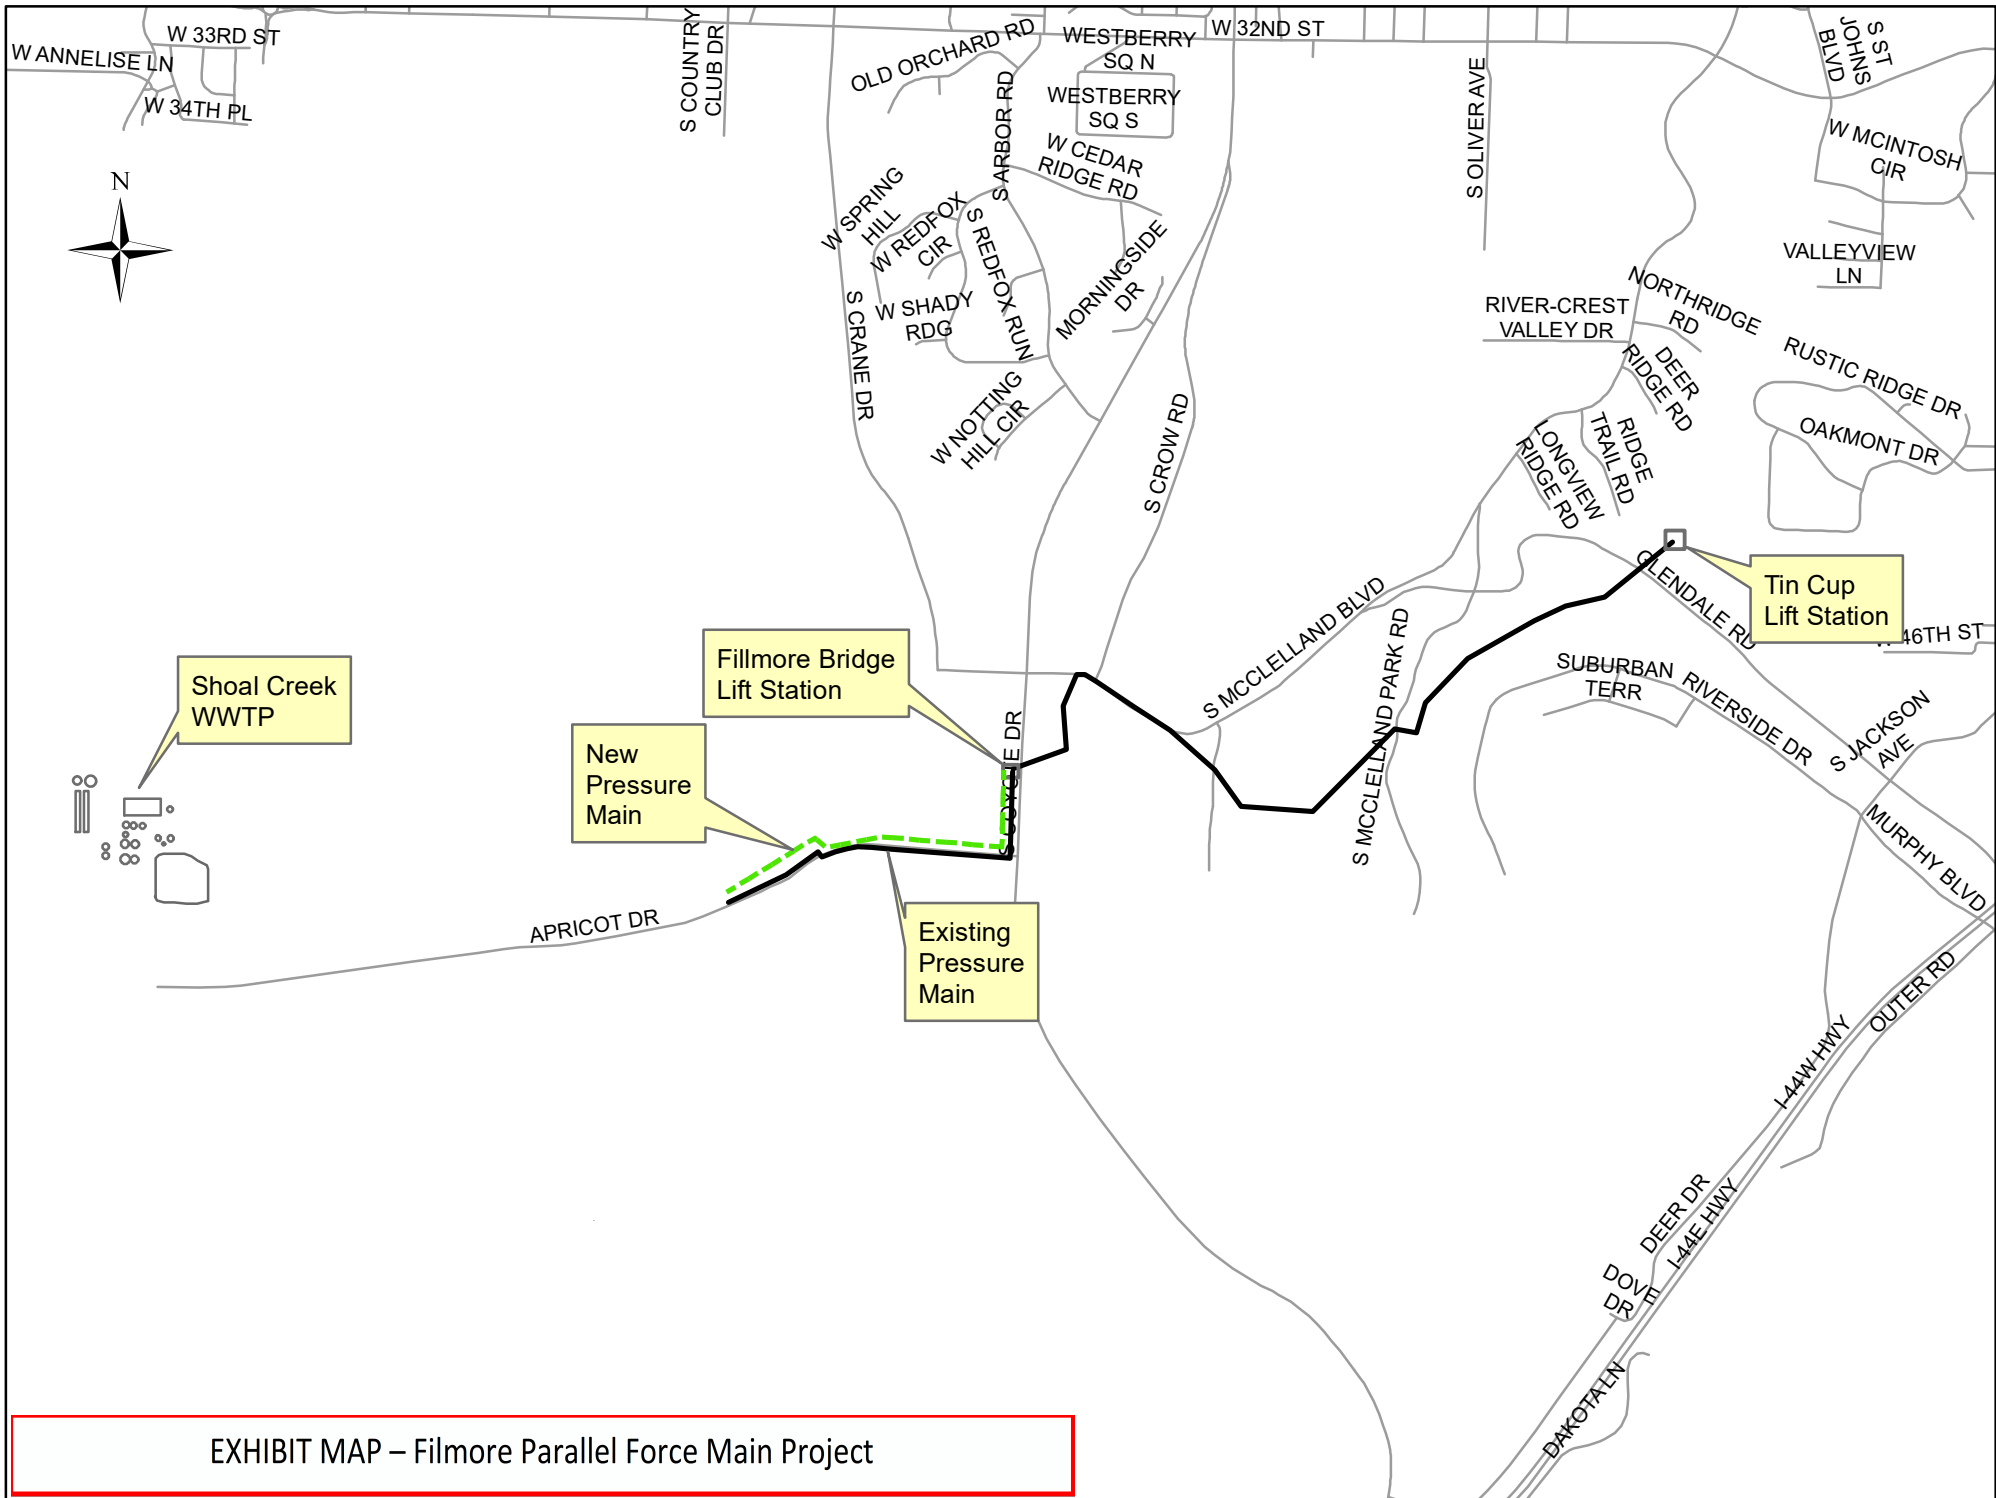 W 33RD ST
W ANNELISE LN
W 34TH PL
S COUNTRY
CLUB DR
OLD ORCHARD RD
WESTBERRY
SQ N
W 32ND ST
WESTBERRY
SQ S
S ARBOR RD
W CEDAR
RIDGE RD
S OLIVER AVE
S ST
JOHNS
BLVD
W MCINTOSH
CIR
N
W SPRING
HILL
W REDFOX
CIR
S REDFOX RUN
W SHADY
RDG
MORNINGSIDE
DR
VALLEYVIEW
LN
S CRANE DR
RIVER-CREST
VALLEY DR
NORTHRIDGE
RD
DEER
RIDGE RD
RUSTIC RIDGE DR
OAKMONT DR
W NOTTING
HILL CIR
S CROW RD
LONGVIEW
RIDGE RD
RIDGE
TRAIL RD
GLENDALE RD
Tin Cup
Lift Station
46TH ST
S MCCLELLAND BLVD
S MCCLELLAND PARK RD
SUBURBAN
TERR
RIVERSIDE DR
S JACKSON
AVE
MURPHY BLVD
Shoal Creek
WWTP
Fillmore Bridge
Lift Station
New
Pressure
Main
DR
Existing
Pressure
Main
APRICOT DR
OUTER RD
I-44W HWY
I-44E HWY
DEER DR
DOVE
DR
DAKOTA LN
EXHIBIT MAP – Filmore Parallel Force Main Project